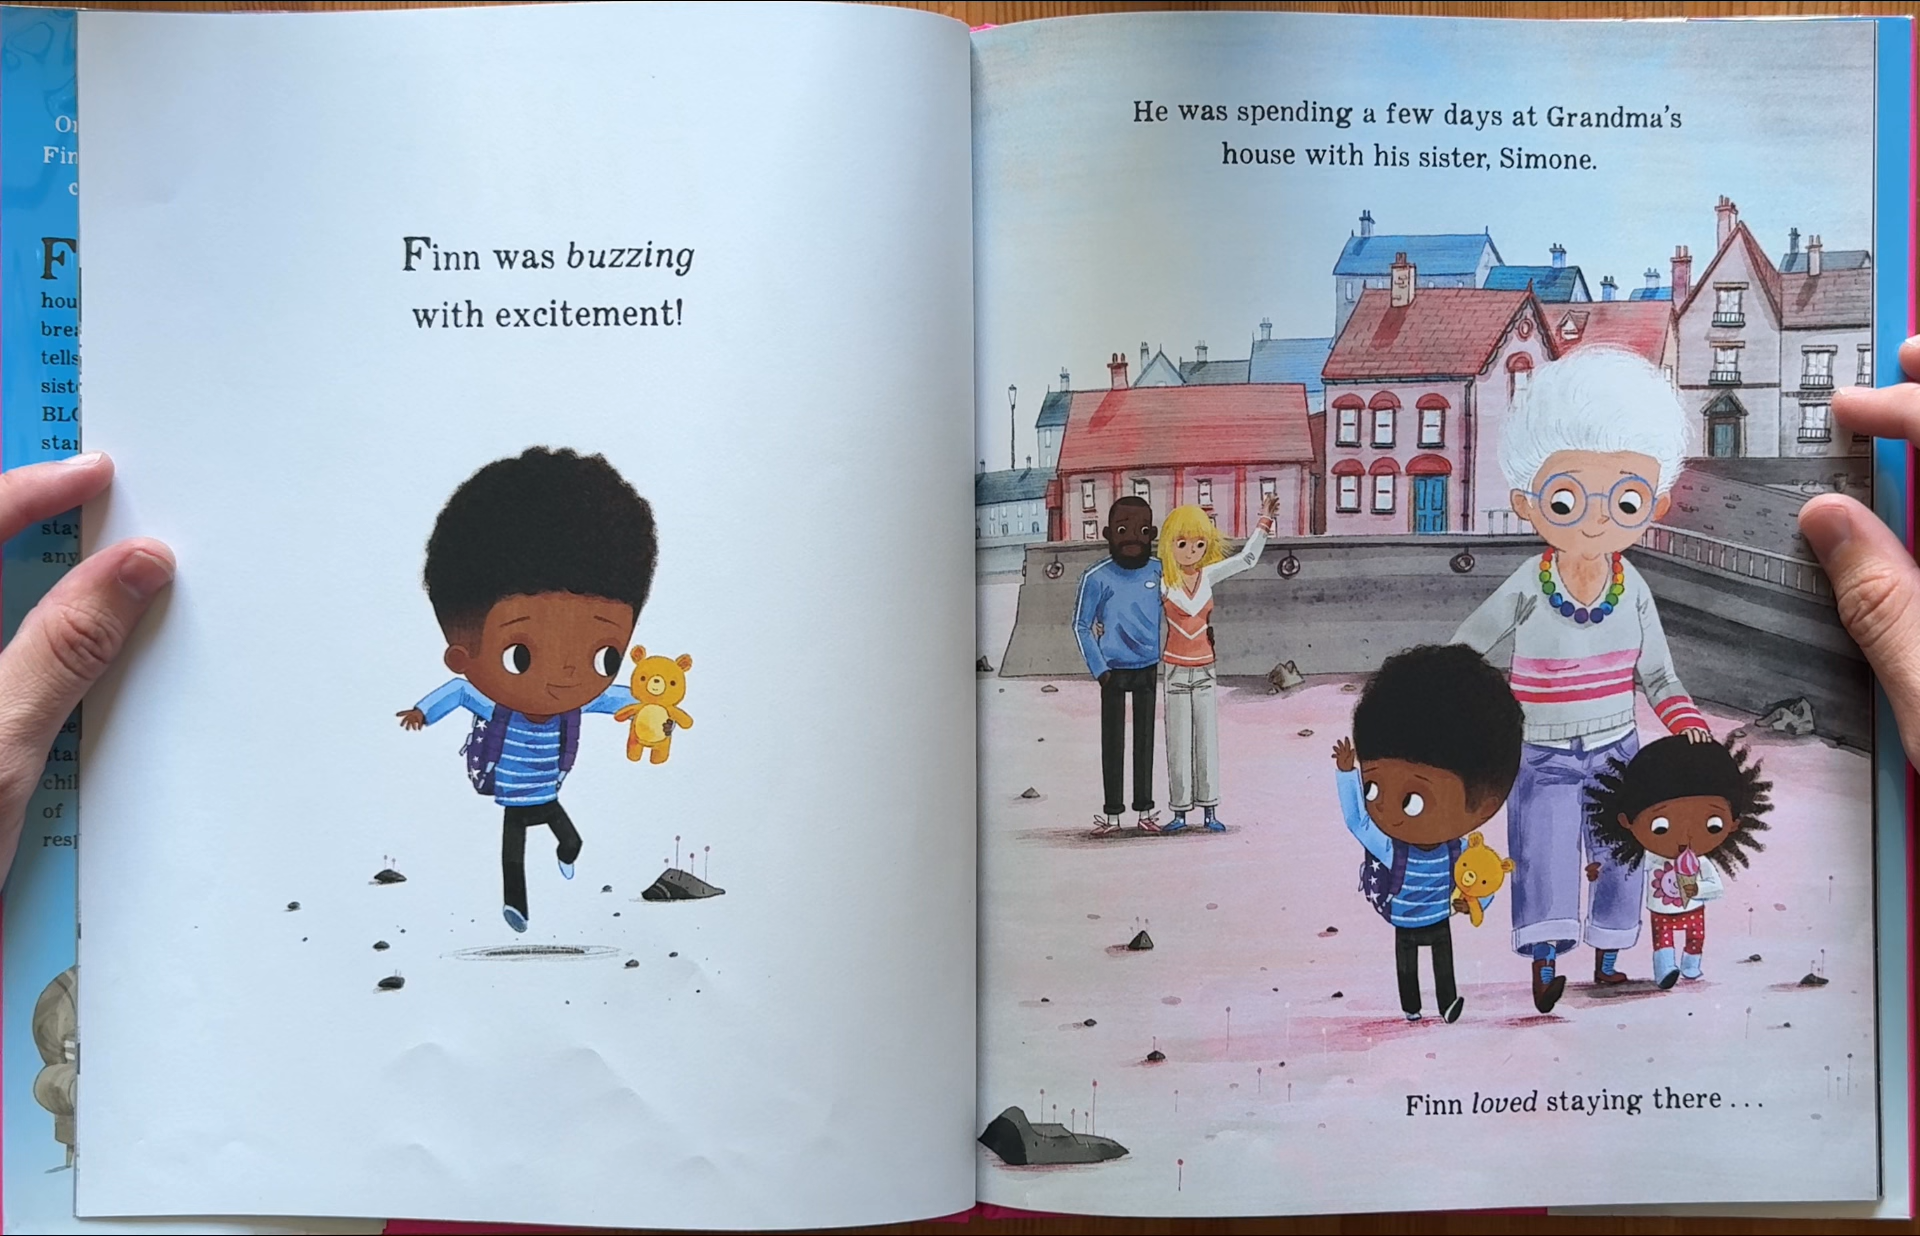 Finn was buzzing
with excitement!
He was spending a few days at Grandma's
house with his sister, Simone.
Finn loved staying there . . .